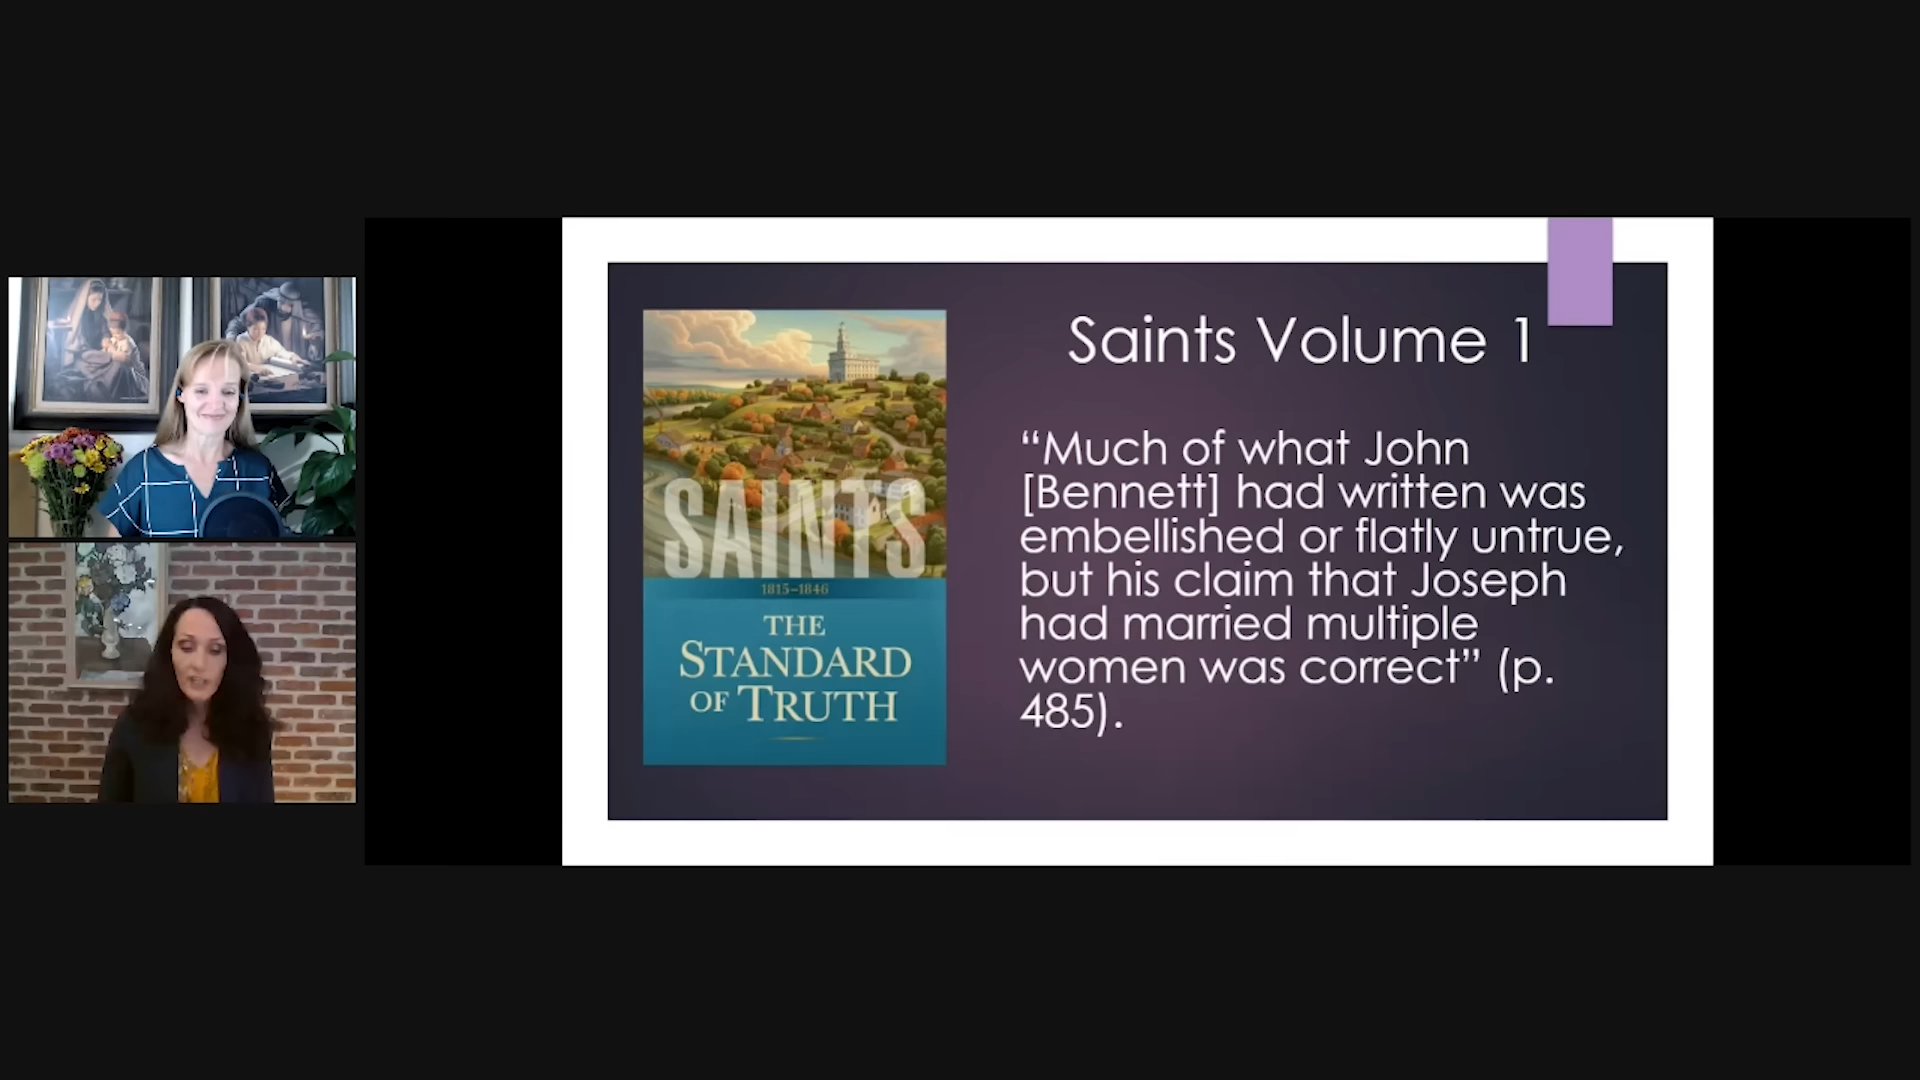 SAINTS
1815–1846
THE
STANDARD
OF TRUTH
Saints Volume 1
“Much of what John
[Bennett] had written was
embellished or flatly untrue,
but his claim that Joseph
had married multiple
women was correct” (p.
485).